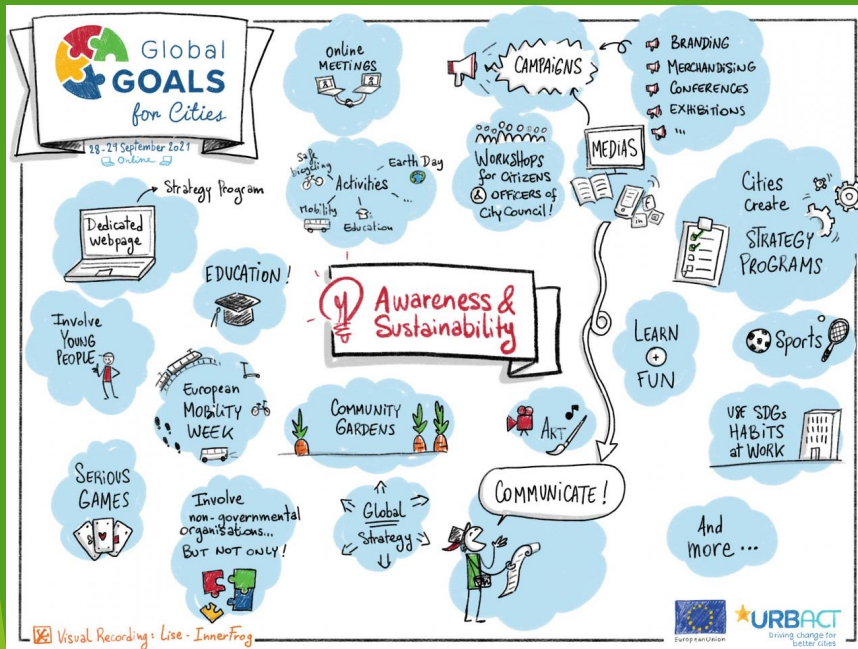 Global
GOALS
for Cities
28-29 September 2021
Online
Online
MEETINGS
CAMPAIGNS
BRANDING
MERCHANDISING
CONFERENCES
EXHIBITIONS
...
MEDIAS
WORKSHOPS
for CITIZENS
& OFFICERS of
City COUNCIL!
Safe
bicycling
Earth Day
Activities
...
Mobility
Education
Strategy Program
Dedicated
Webpage
EDUCATION!
Cities
create
STRATEGY
PROGRAMS
Awareness &
Sustainability
Involve
YOUNG
PEOPLE
LEARN
+
FUN
Sports
European
MOBILITY
WEEK
COMMUNITY
GARDENS
ART
USE SDGs
HABITS
at WORK
SERIOUS
GAMES
Involve
non-governmental
organisations...
BUT NOT ONLY!
Global
Strategy
COMMUNICATE!
And
more ...
Visual Recording: Lise - InnerFrog
European Union
URBACT
Driving change for
better cities